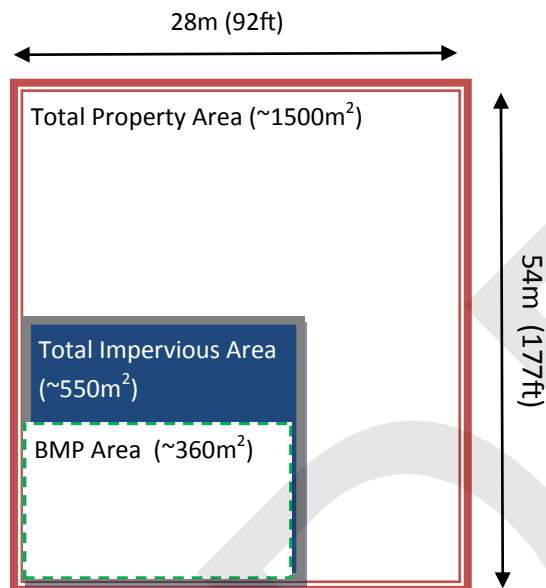 28m (92ft)
Total Property Area (~1500m²)
54m (177ft)
Total Impervious Area
(~550m²)
BMP Area (~360m²)